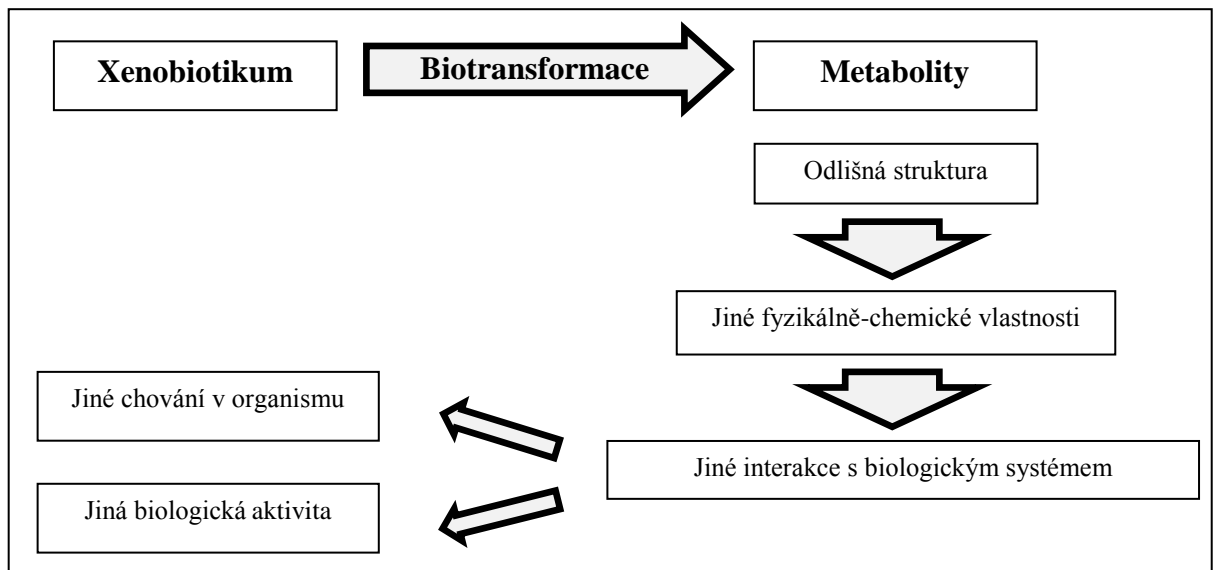 Xenobiotikum
Biotransformace
Metabolity
Odlišná struktura
Jiné fyzikálně-chemické vlastnosti
Jiné interakce s biologickým systémem
Jiné chování v organismu
Jiná biologická aktivita